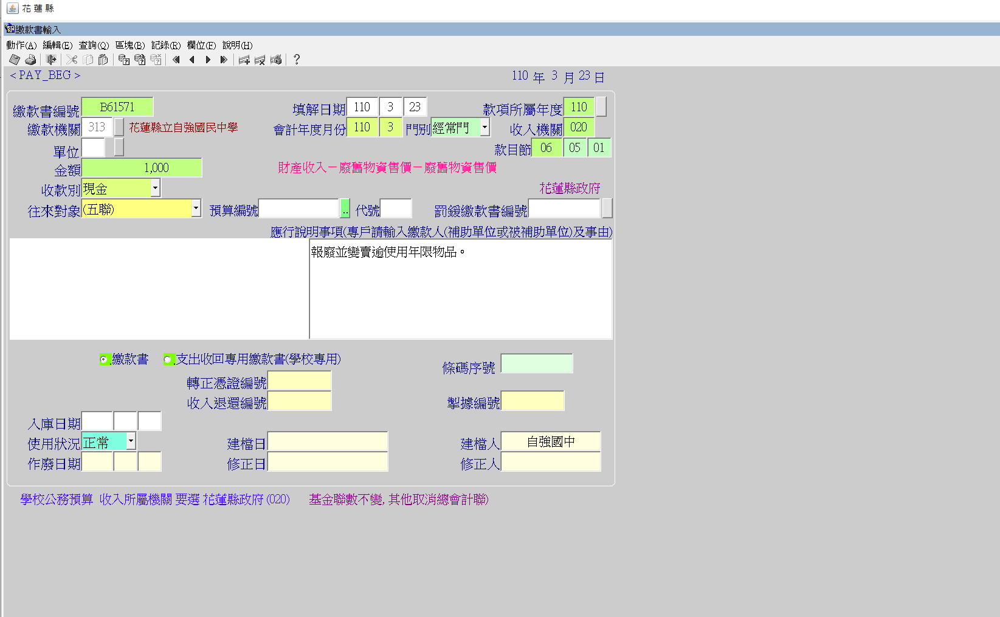 花 蓮 縣
繳款書輸入
動作(A) 編輯(E) 查詢(Q) 區塊(B) 記錄(R) 欄位(F) 說明(H)
< PAY_BEG > 110 年 3 月 23 日
繳款書編號 B61571 填解日期 110 3 23 款項所屬年度 110
繳款機關 313 花蓮縣立自強國民中學 會計年度月份 110 3 門別 經常門 收入機關 020
單位 款目節 06 05 01
金額 1,000 財產收入－廢舊物資售價－廢舊物資售價
收款別 現金 花蓮縣政府
往來對象 (五聯) 預算編號 .. 代號 罰鍰繳款書編號
應行說明事項(專戶請輸入繳款人(補助單位或被補助單位)及事由)
報廢並變賣逾使用年限物品。
繳款書 支出收回專用繳款書(學校專用) 條碼序號
轉正憑證編號
收入退還編號 掣據編號
入庫日期
使用狀況 正常 建檔日 建檔人 自強國中
作廢日期 修正日 修正人
學校公務預算 收入所屬機關 要選 花蓮縣政府 (020) 基金聯數不變, 其他取消總會計聯)